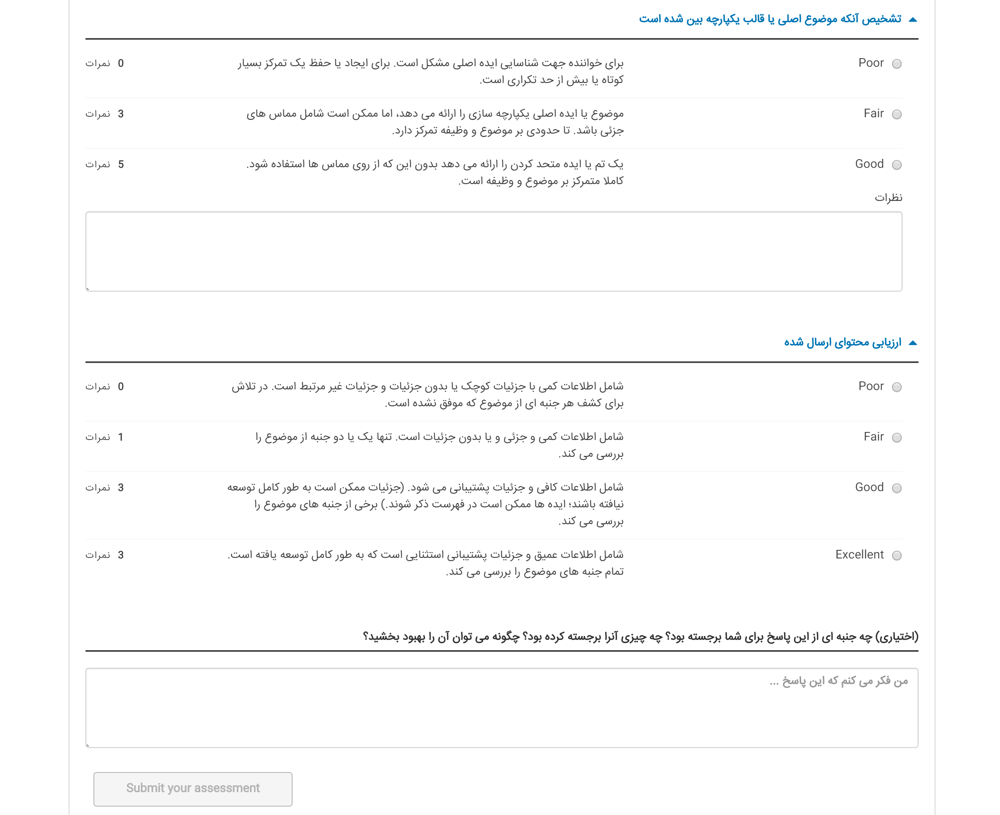 تشخیص آنکه موضوع اصلی یا قالب یکپارچه بین شده است
Poor
برای خواننده جهت شناسایی ایده اصلی مشکل است. برای ایجاد یا حفظ یک تمرکز بسیار
کوتاه یا بیش از حد تکراری است.
0 نمرات
Fair
موضوع یا ایده اصلی یکپارچه سازی را ارائه می دهد، اما ممکن است شامل مماس های
جزئی باشد. تا حدودی بر موضوع و وظیفه تمرکز دارد.
3 نمرات
Good
یک تم یا ایده متحد کردن را ارائه می دهد بدون این که از روی مماس ها استفاده شود.
کاملا متمرکز بر موضوع و وظیفه است.
5 نمرات
نظرات
ارزیابی محتوای ارسال شده
Poor
شامل اطلاعات کمی با جزئیات کوچک یا بدون جزئیات و جزئیات غیر مرتبط است. در تلاش
برای کشف هر جنبه ای از موضوع که موفق نشده است.
0 نمرات
Fair
شامل اطلاعات کمی و جزئی و یا بدون جزئیات است. تنها یک یا دو جنبه از موضوع را
بررسی می کند.
1 نمرات
Good
شامل اطلاعات کافی و جزئیات پشتیبانی می شود. (جزئیات ممکن است به طور کامل توسعه
نیافته باشند؛ ایده ها ممکن است در فهرست ذکر شوند.) برخی از جنبه های موضوع را
بررسی می کند.
3 نمرات
Excellent
شامل اطلاعات عمیق و جزئیات پشتیبانی استثنایی است که به طور کامل توسعه یافته است.
تمام جنبه های موضوع را بررسی می کند.
3 نمرات
(اختیاری) چه جنبه ای از این پاسخ برای شما برجسته بود؟ چه چیزی آنرا برجسته کرده بود؟ چگونه می توان آن را بهبود بخشید؟
من فکر می کنم که این پاسخ ...
Submit your assessment